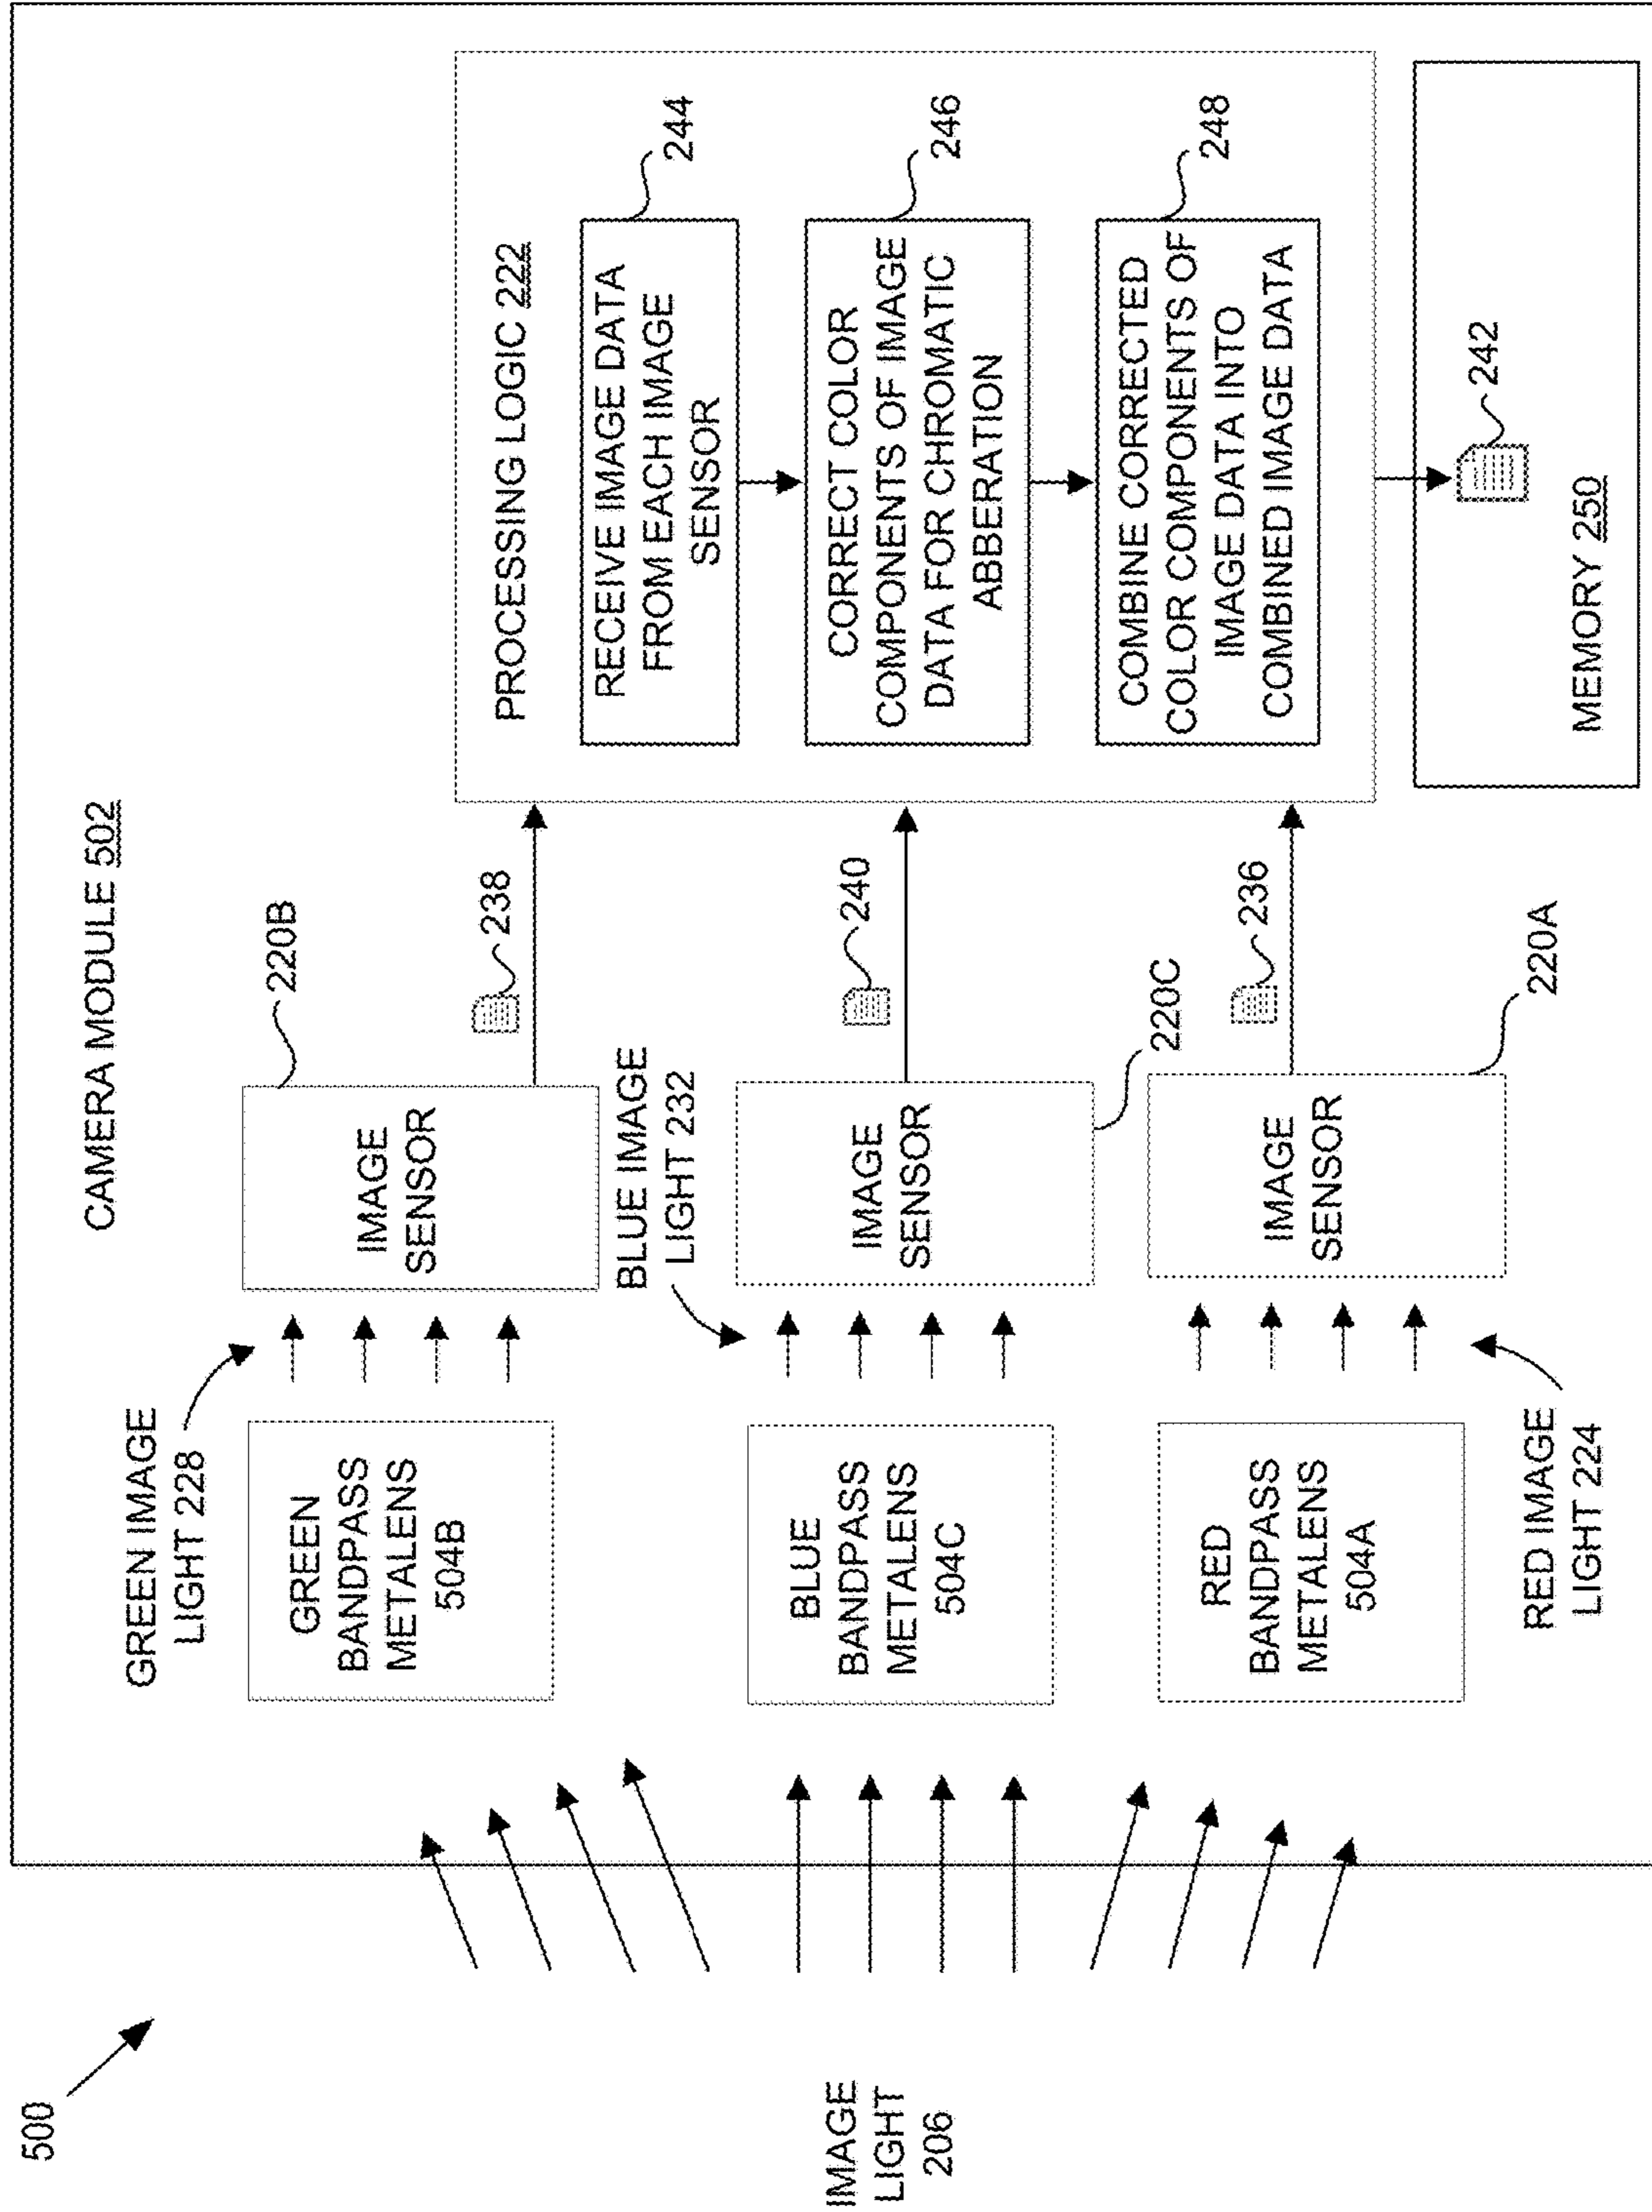 500
CAMERA MODULE 502
IMAGE
LIGHT
206
GREEN IMAGE
LIGHT 228
GREEN
BANDPASS
METALENS
504B
IMAGE
SENSOR
220B
238
BLUE IMAGE
LIGHT 232
BLUE
BANDPASS
METALENS
504C
IMAGE
SENSOR
220C
240
RED
BANDPASS
METALENS
504A
RED IMAGE
LIGHT 224
IMAGE
SENSOR
220A
236
PROCESSING LOGIC 222
RECEIVE IMAGE DATA
FROM EACH IMAGE
SENSOR
244
CORRECT COLOR
COMPONENTS OF IMAGE
DATA FOR CHROMATIC
ABBERATION
246
COMBINE CORRECTED
COLOR COMPONENTS OF
IMAGE DATA INTO
COMBINED IMAGE DATA
248
242
MEMORY 250